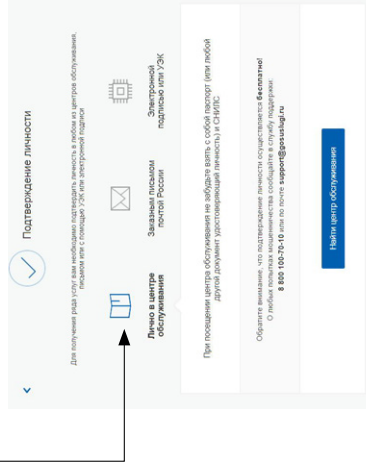 Подтверждение личности
Для получения ряда услуг вам необходимо подтвердить личность в любом из центров обслуживания,
письмом или с помощью УЭК или электронной подписи
Лично в центре
обслуживания
Заказным письмом
почтой России
Электронной
подписью или УЭК
При посещении центра обслуживания не забудьте взять с собой паспорт (или любой
другой документ удостоверяющий личность) и СНИЛС
Обратите внимание, что подтверждение личности осуществляется бесплатно!
О любых попытках мошенничества сообщайте в службу поддержки:
8 800 100-70-10 или по почте support@gosuslugi.ru
Найти центр обслуживания